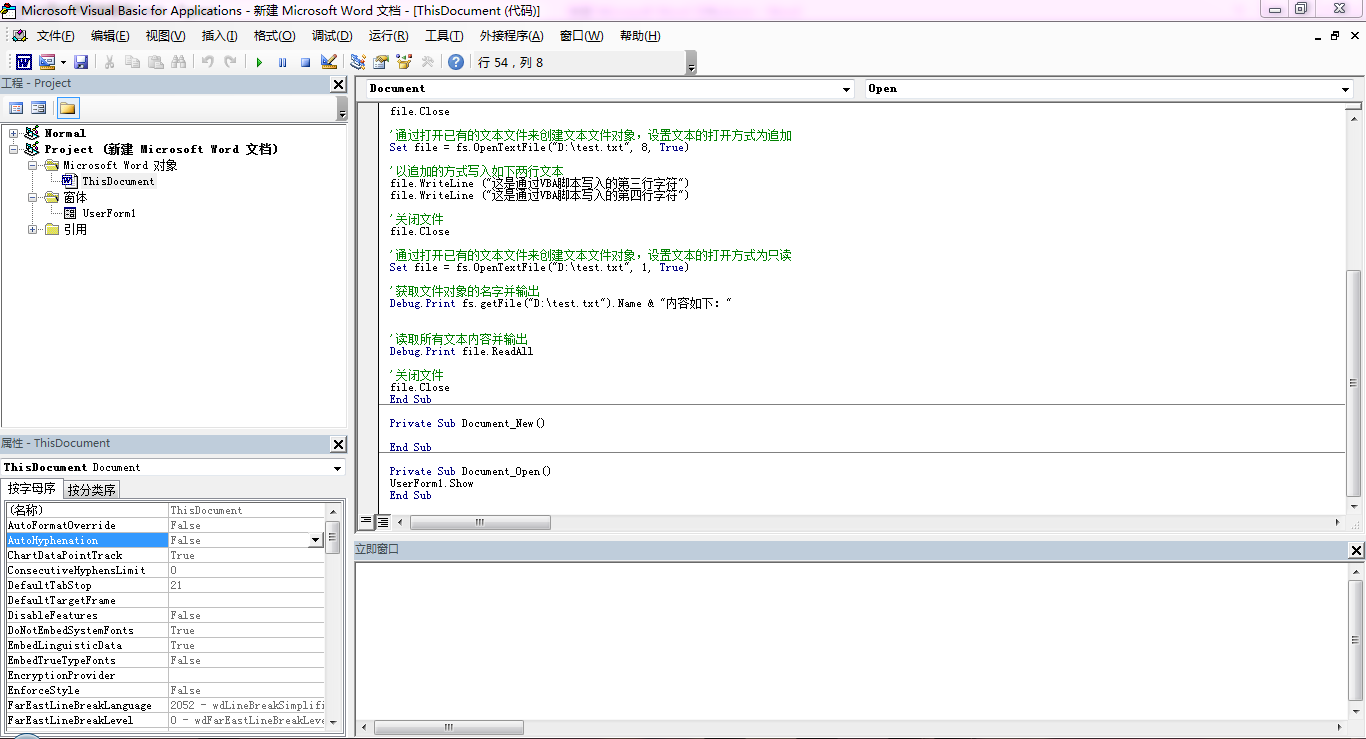 Microsoft Visual Basic for Applications - 新建 Microsoft Word 文档 - [ThisDocument (代码)]
文件(F) 编辑(E) 视图(V) 插入(I) 格式(O) 调试(D) 运行(R) 工具(T) 外接程序(A) 窗口(W) 帮助(H)
行 54，列 8
工程 - Project
Normal
Project (新建 Microsoft Word 文档)
Microsoft Word 对象
ThisDocument
窗体
UserForm1
引用
属性 - ThisDocument
ThisDocument Document
按字母序 按分类序
(名称) ThisDocument
AutoFormatOverride False
AutoHyphenation False
ChartDataPointTrack True
ConsecutiveHyphensLimit 0
DefaultTabStop 21
DefaultTargetFrame
DisableFeatures False
DoNotEmbedSystemFonts True
EmbedLinguisticData True
EmbedTrueTypeFonts False
EncryptionProvider
EnforceStyle False
FarEastLineBreakLanguage 2052 - wdLineBreakSimplifi
FarEastLineBreakLevel 0 - wdFarEastLineBreakLeve
Document Open
file.Close
'通过打开已有的文本文件来创建文本文件对象，设置文本的打开方式为追加
Set file = fs.OpenTextFile("D:\test.txt", 8, True)
'以追加的方式写入如下两行文本
file.WriteLine ("这是通过VBA脚本写入的第三行字符")
file.WriteLine ("这是通过VBA脚本写入的第四行字符")
'关闭文件
file.Close
'通过打开已有的文本文件来创建文本文件对象，设置文本的打开方式为只读
Set file = fs.OpenTextFile("D:\test.txt", 1, True)
'获取文件对象的名字并输出
Debug.Print fs.getFile("D:\test.txt").Name & "内容如下："
'读取所有文本内容并输出
Debug.Print file.ReadAll
'关闭文件
file.Close
End Sub
Private Sub Document_New()
End Sub
Private Sub Document_Open()
UserForm1.Show
End Sub
立即窗口